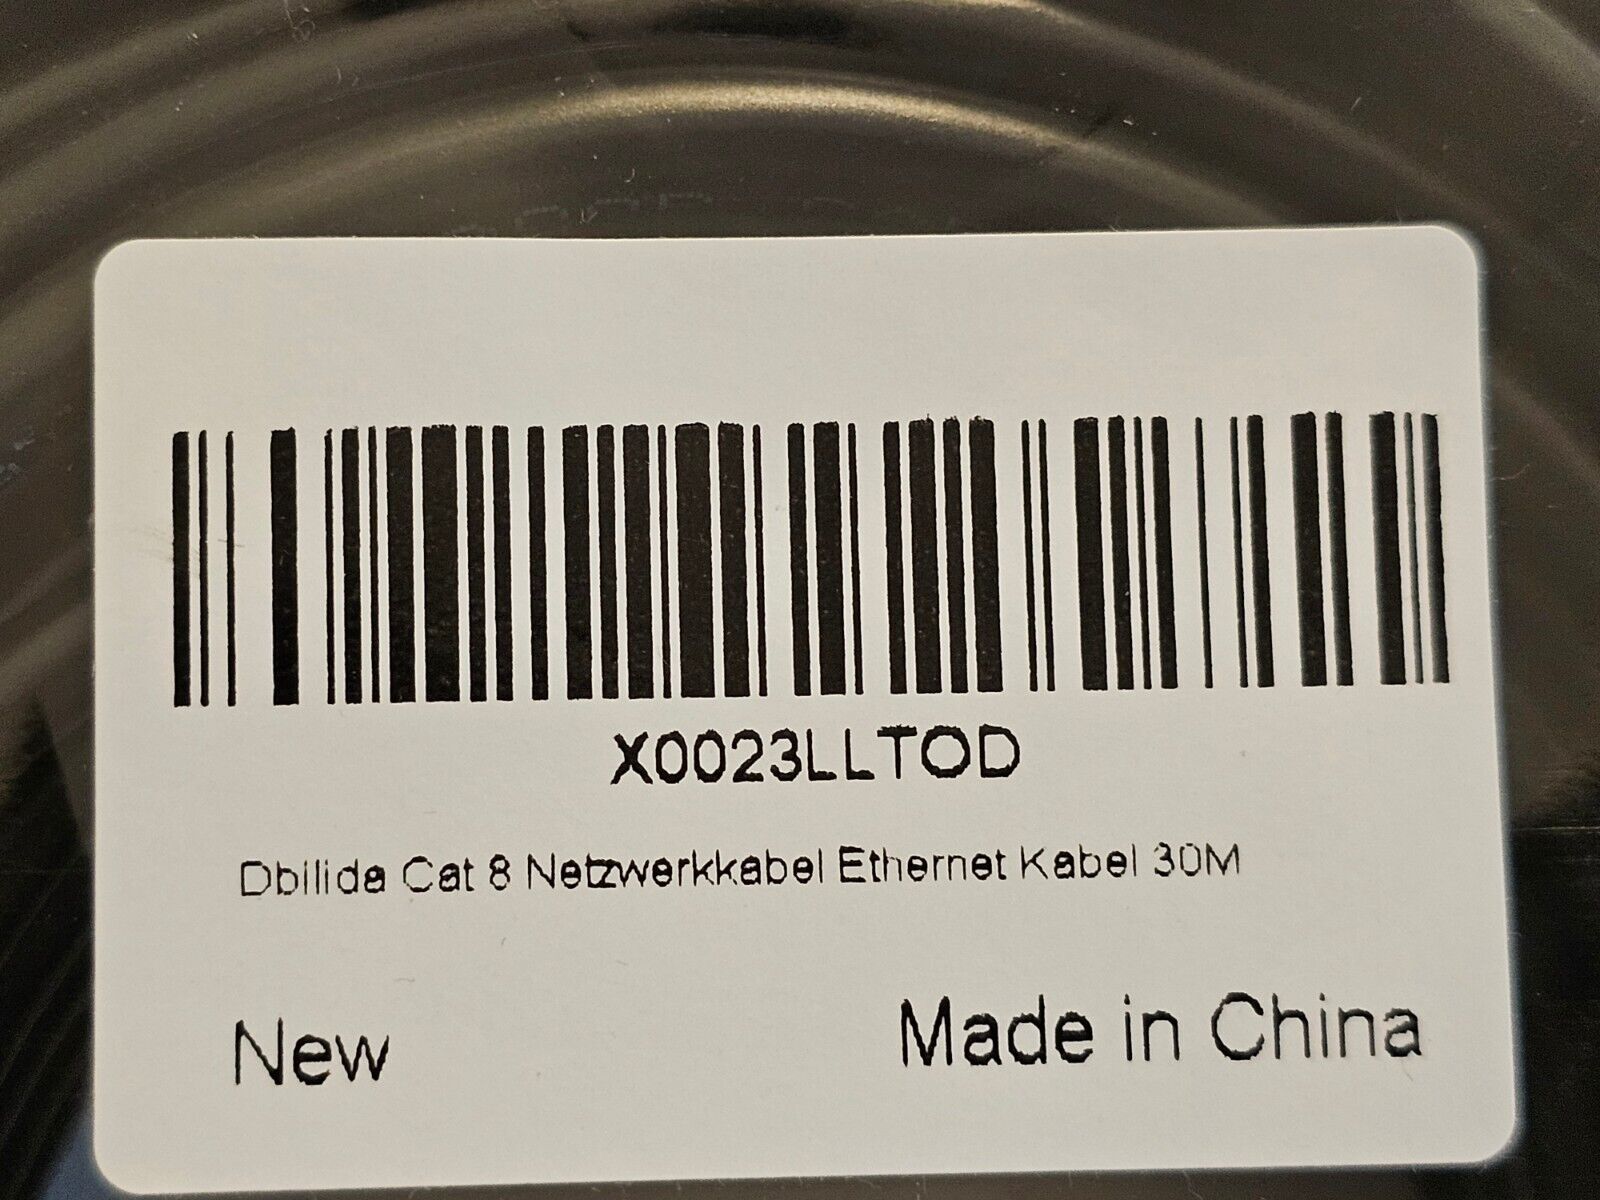 X0023LLTOD
Dbilida Cat 8 Netzwerkkabel Ethernet Kabel 30M
New
Made in China